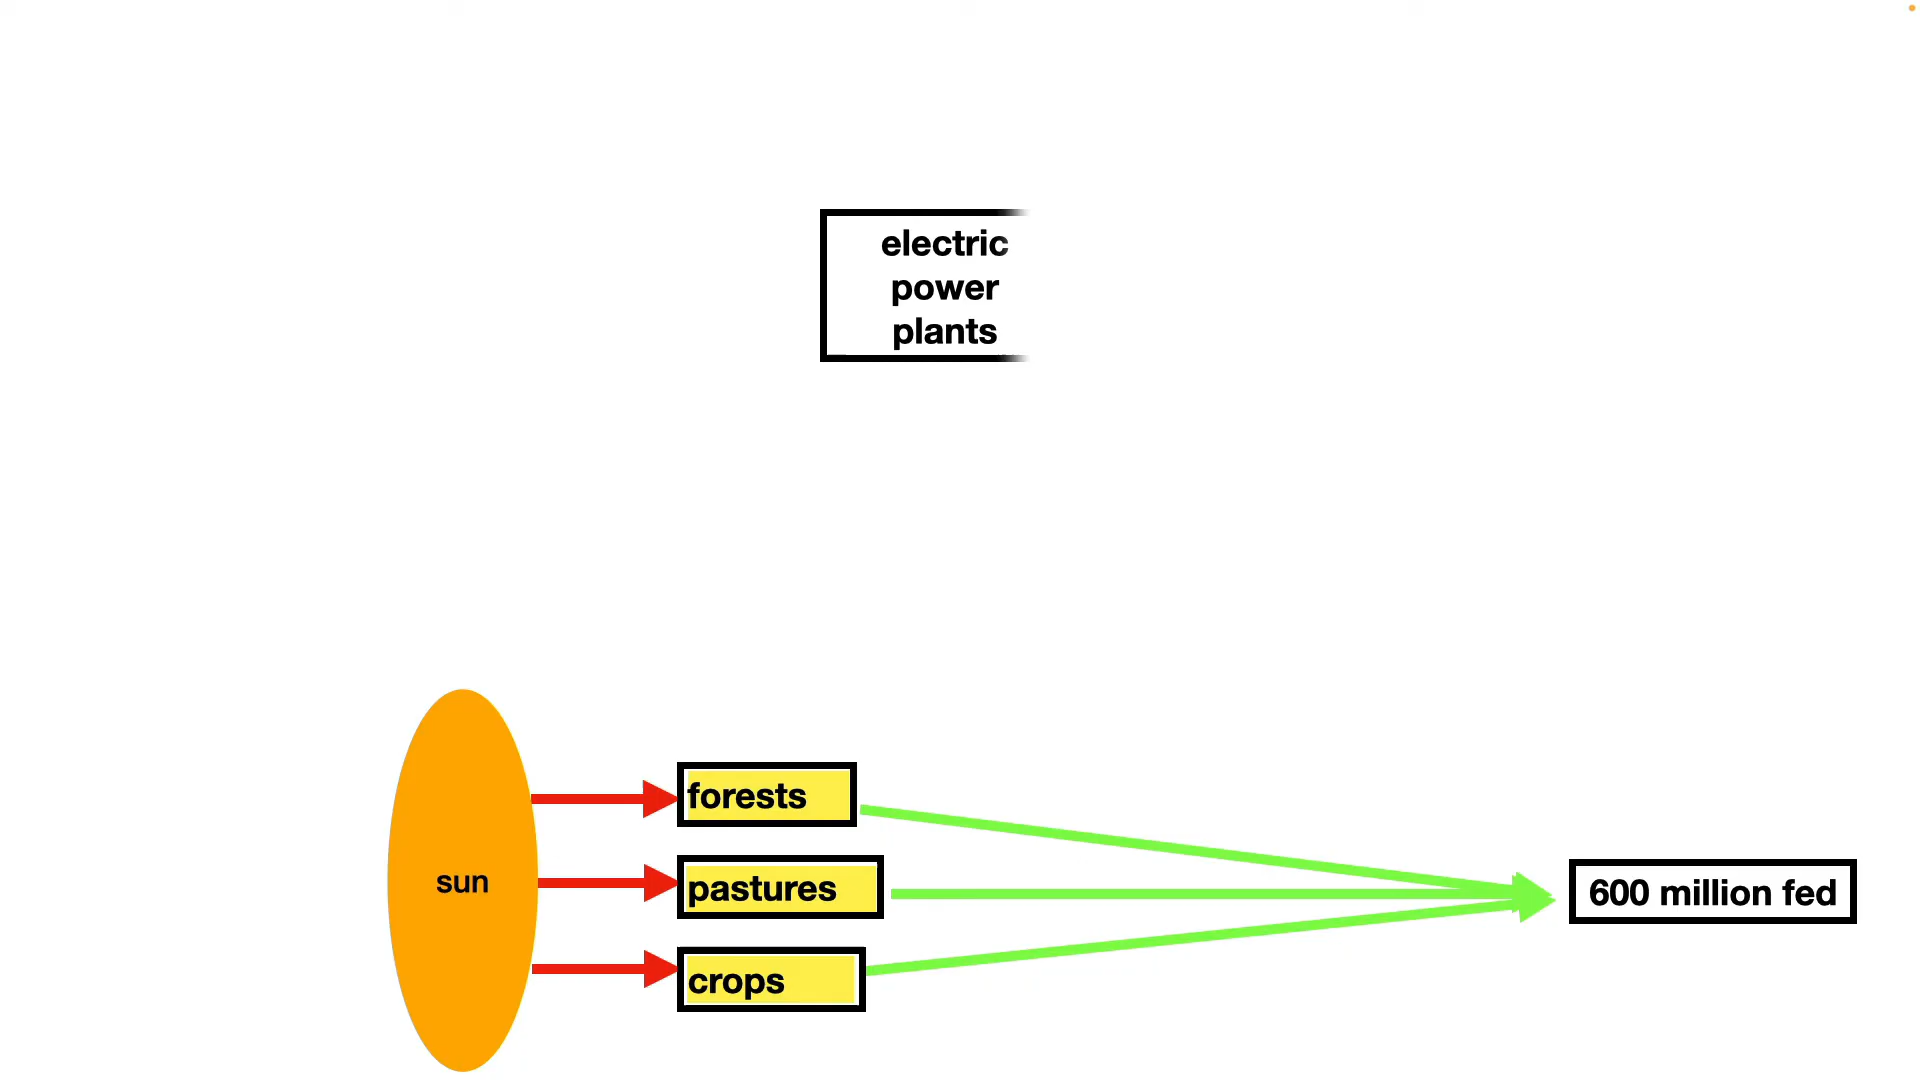 electric
power
plants
forests
sun
pastures
600 million fed
crops